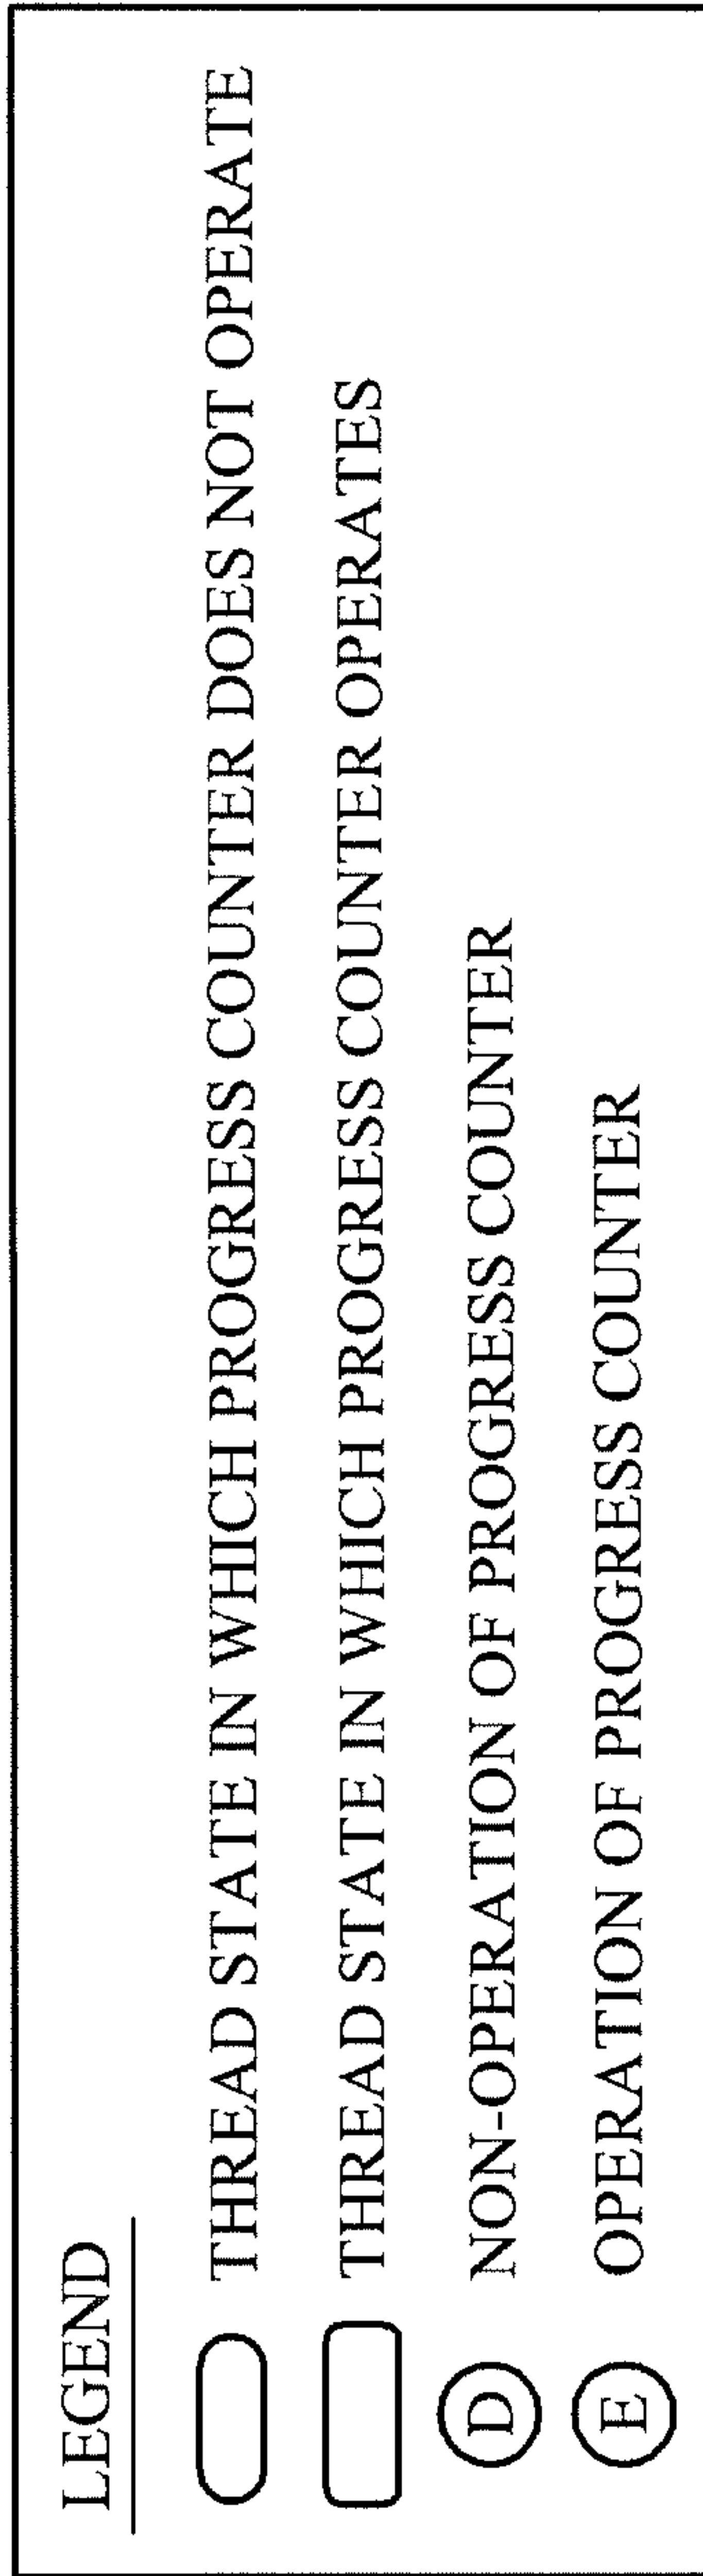 LEGEND
THREAD STATE IN WHICH PROGRESS COUNTER DOES NOT OPERATE
THREAD STATE IN WHICH PROGRESS COUNTER OPERATES
D NON-OPERATION OF PROGRESS COUNTER
E OPERATION OF PROGRESS COUNTER